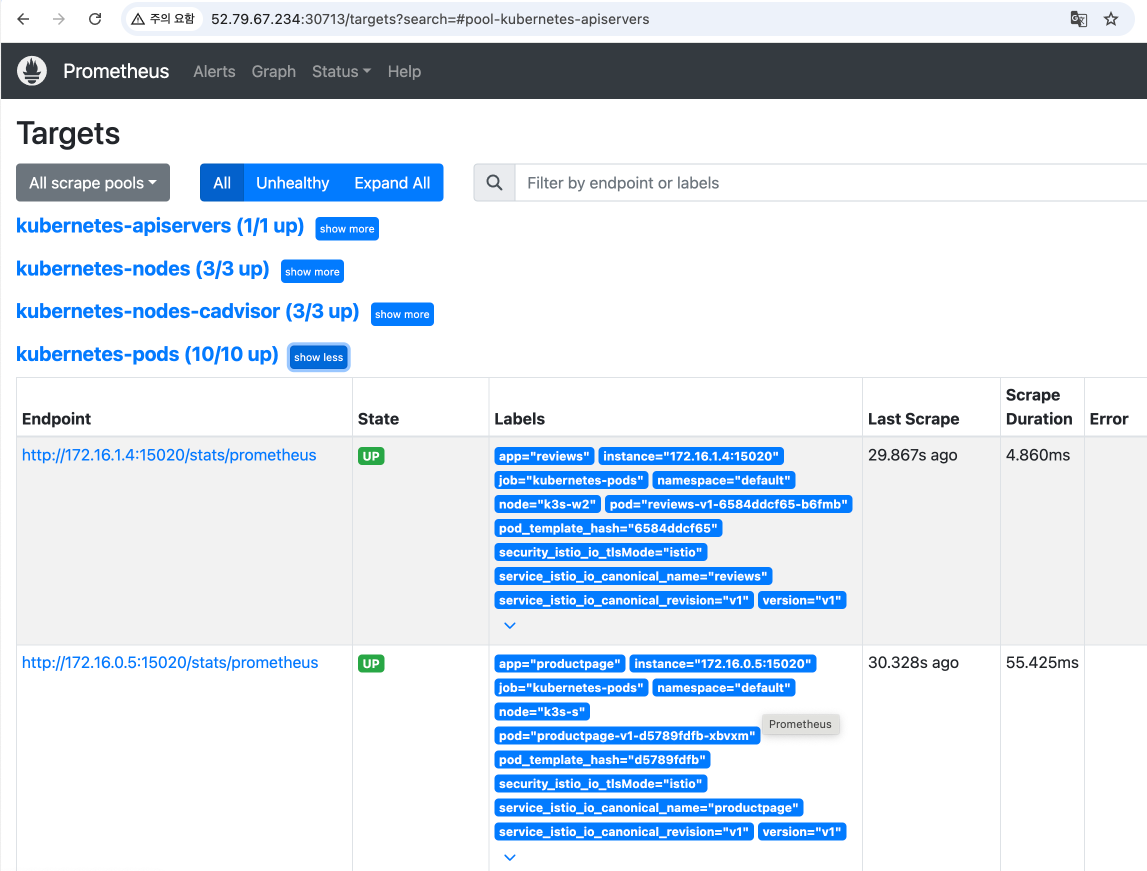 주의 요함 52.79.67.234:30713/targets?search=#pool-kubernetes-apiservers
Prometheus Alerts Graph Status Help
Targets
All scrape pools All Unhealthy Expand All Filter by endpoint or labels
kubernetes-apiservers (1/1 up) show more
kubernetes-nodes (3/3 up) show more
kubernetes-nodes-cadvisor (3/3 up) show more
kubernetes-pods (10/10 up) show less
Endpoint State Labels Last Scrape Scrape Duration Error
http://172.16.1.4:15020/stats/prometheus UP app="reviews" instance="172.16.1.4:15020" 29.867s ago 4.860ms
job="kubernetes-pods" namespace="default"
node="k3s-w2" pod="reviews-v1-6584ddcf65-b6fmb"
pod_template_hash="6584ddcf65"
security_istio_io_tlsMode="istio"
service_istio_io_canonical_name="reviews"
service_istio_io_canonical_revision="v1" version="v1"
http://172.16.0.5:15020/stats/prometheus UP app="productpage" instance="172.16.0.5:15020" 30.328s ago 55.425ms
job="kubernetes-pods" namespace="default"
node="k3s-s"
Prometheus
pod="productpage-v1-d5789fdfb-xbvxm"
pod_template_hash="d5789fdfb"
security_istio_io_tlsMode="istio"
service_istio_io_canonical_name="productpage"
service_istio_io_canonical_revision="v1" version="v1"